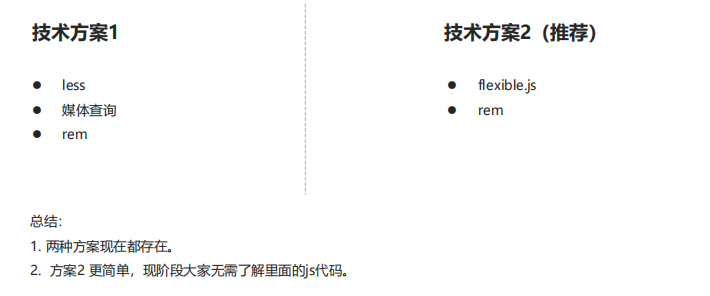 技术方案1
● less
● 媒体查询
● rem
技术方案2（推荐）
● flexible.js
● rem
总结：
1. 两种方案现在都存在。
2. 方案2 更简单，现阶段大家无需了解里面的js代码。